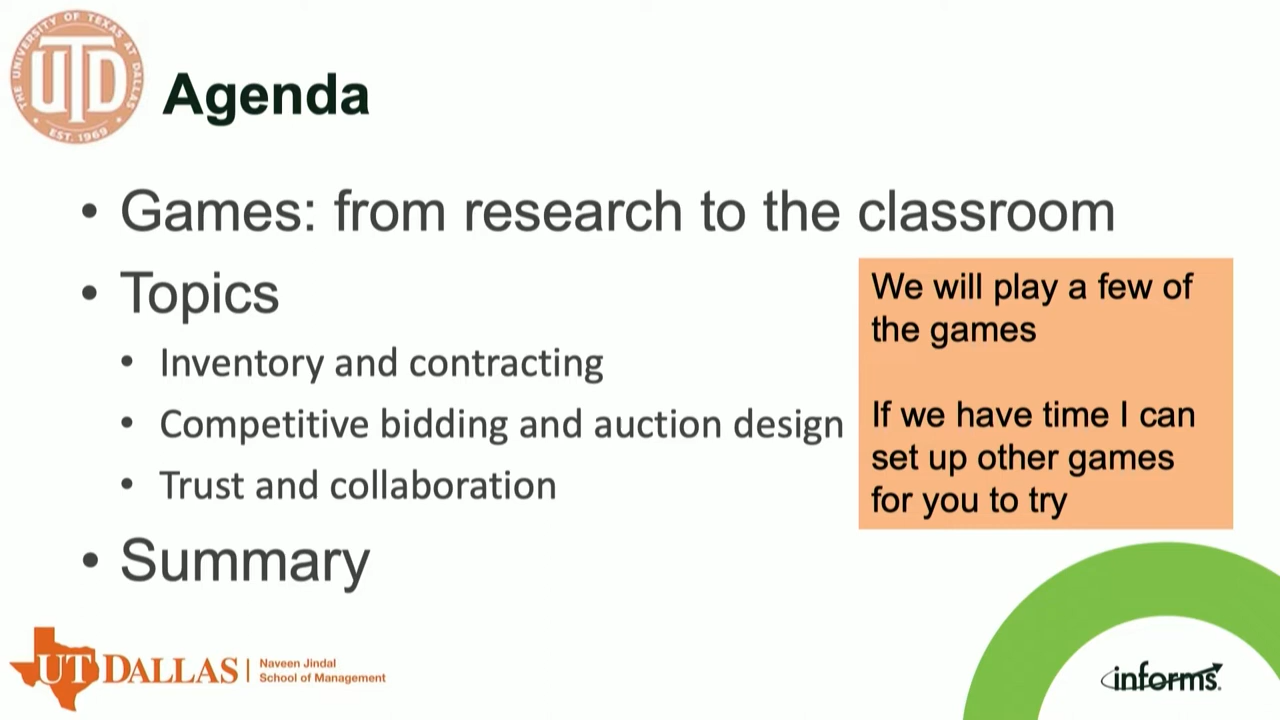 THE UNIVERSITY OF TEXAS AT DALLAS
UTD
EST. 1969
Agenda
• Games: from research to the classroom
• Topics
• Inventory and contracting
• Competitive bidding and auction design
• Trust and collaboration
• Summary
We will play a few of
the games
If we have time I can
set up other games
for you to try
UT DALLAS | Naveen Jindal
School of Management
informs.